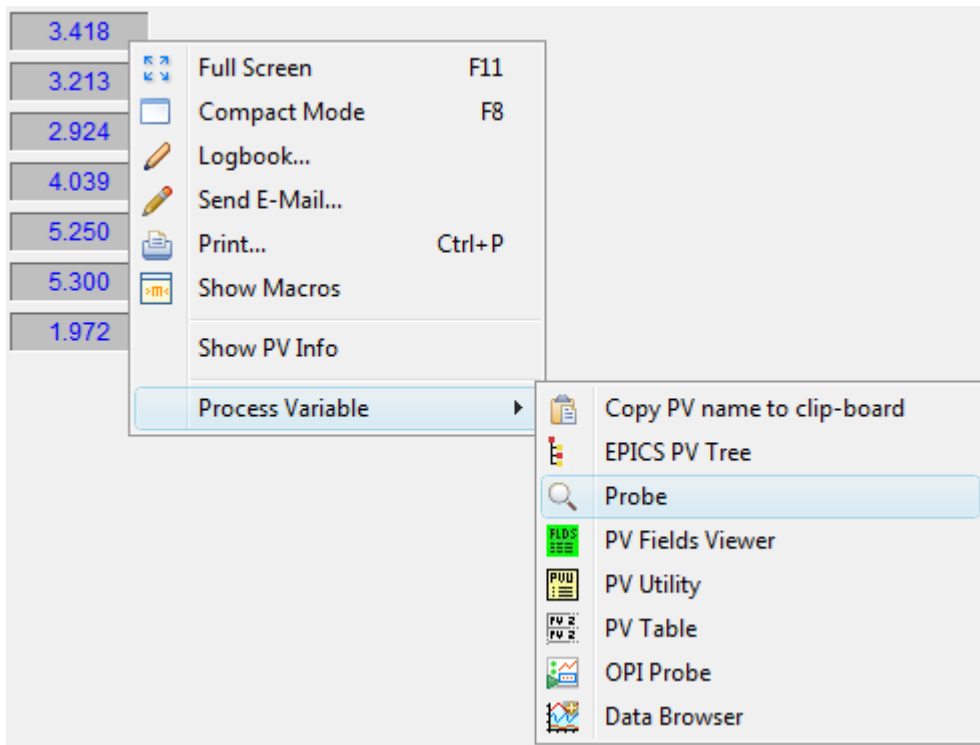 3.418
3.213
2.924
4.039
5.250
5.300
1.972
Full Screen F11
Compact Mode F8
Logbook...
Send E-Mail...
Print... Ctrl+P
>m<
Show Macros
Show PV Info
Process Variable
Copy PV name to clip-board
EPICS PV Tree
Probe
FLDS
PV Fields Viewer
PVU
PV Utility
PV Table
OPI Probe
Data Browser